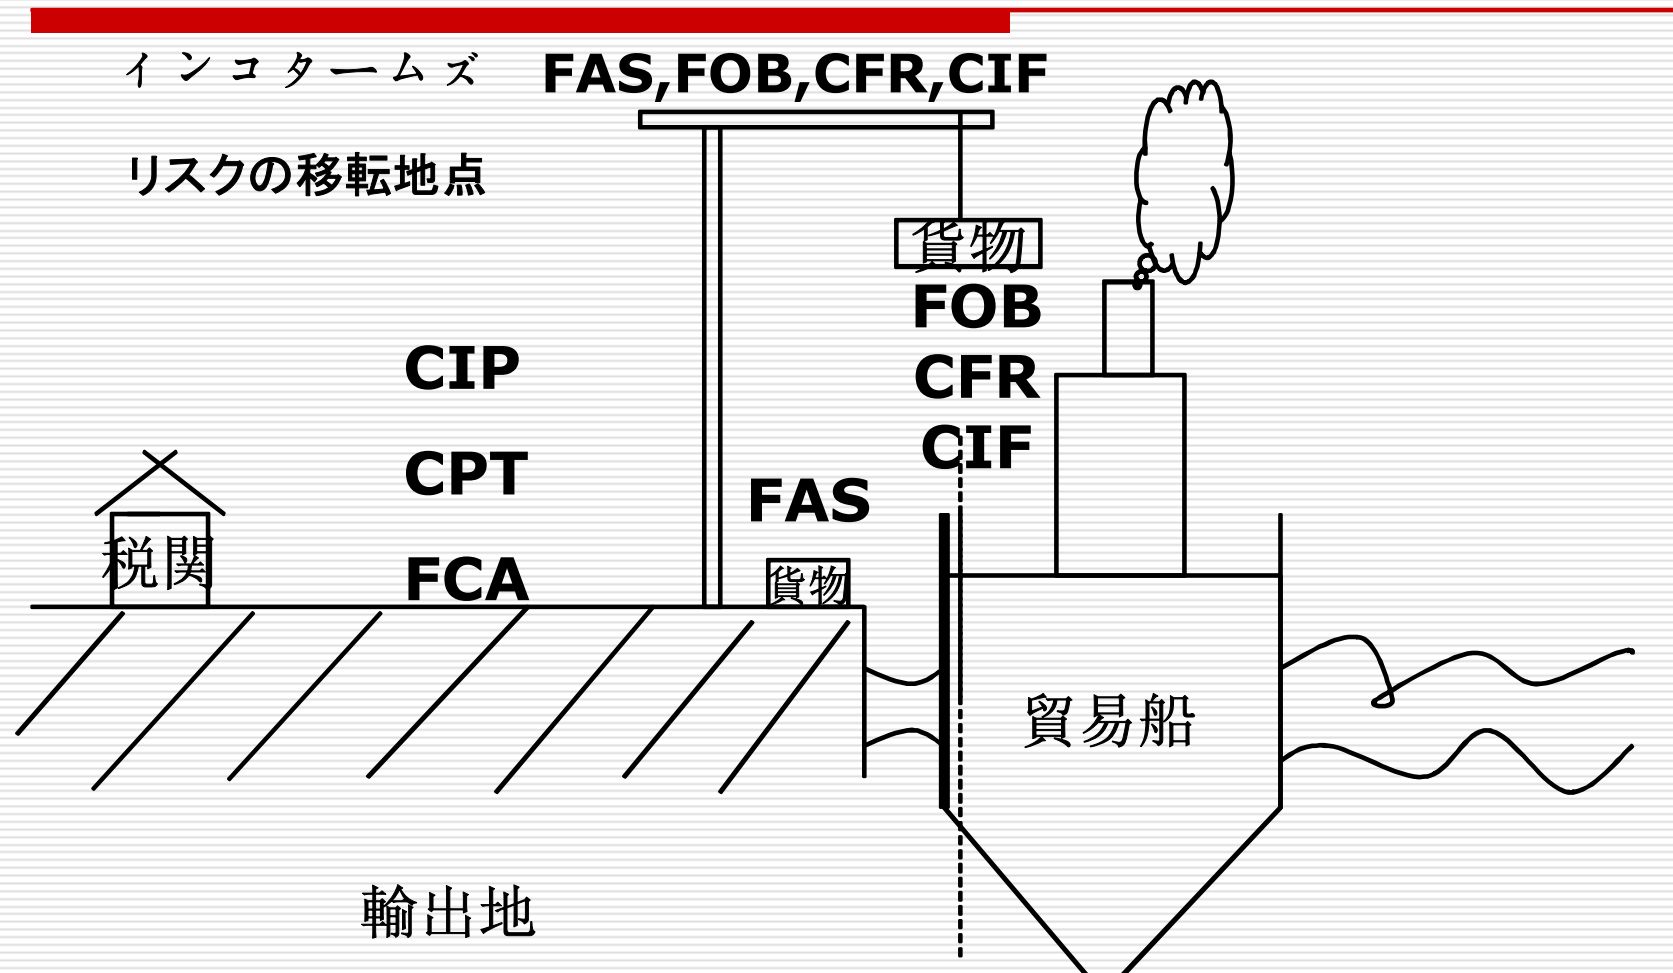 インコタームズ FAS,FOB,CFR,CIF
リスクの移転地点
貨物
FOB
CFR
CIF
CIP
CPT
FCA
FAS
貨物
税関
貿易船
輸出地